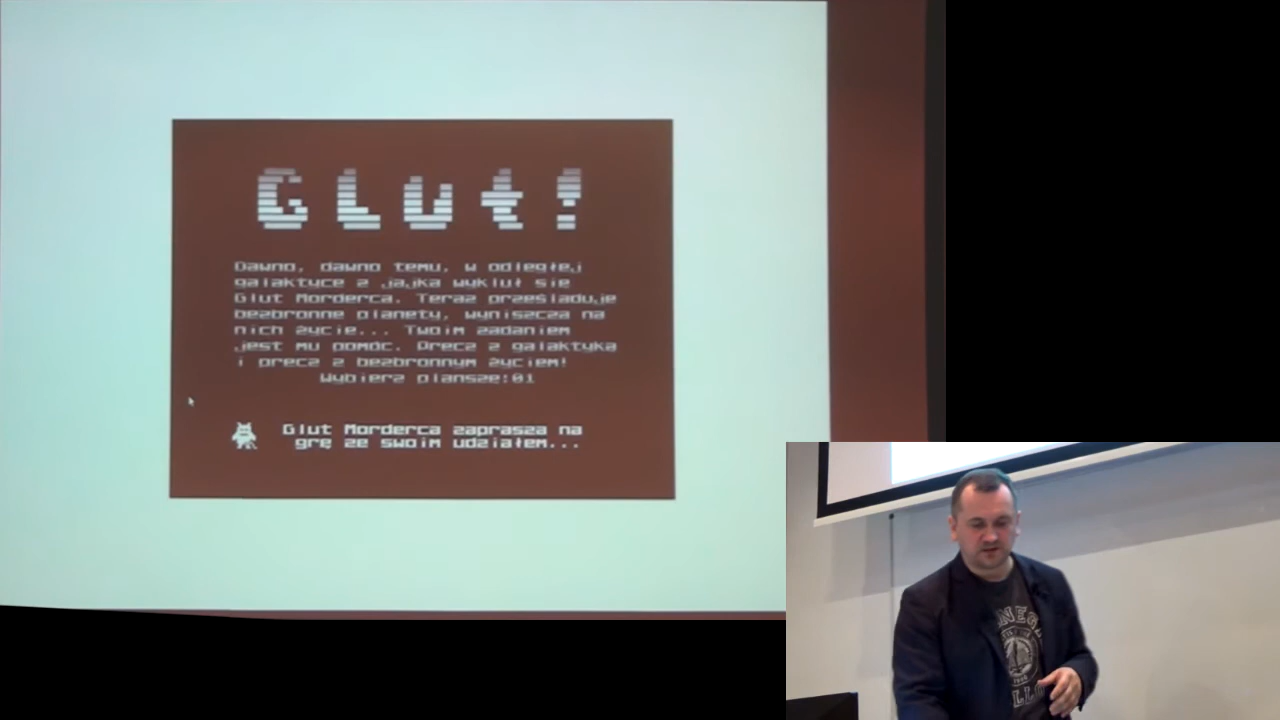 Glut!
Dawno, dawno temu, w odległej
galaktyce z jajka wykluł się
Glut Morderca. Teraz prześladuje
bezbronne planety, wyniszcza na
nich życie... Twoim zadaniem
jest mu pomóc. Precz z galaktyką
i precz z bezbronnym życiem!
Wybierz planszę:01
Glut Morderca zaprasza na
grę ze swoim udziałem...